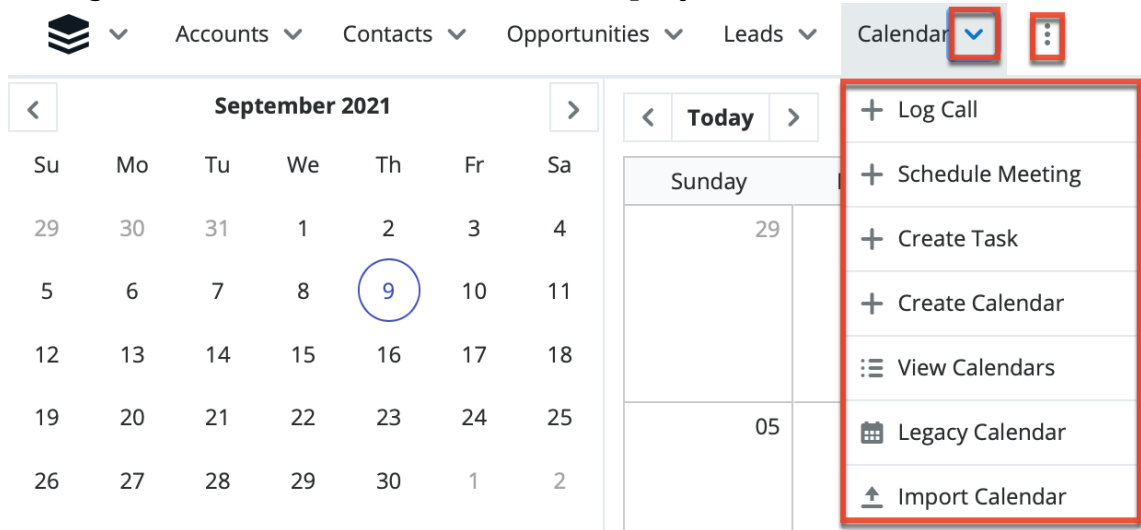 Accounts Contacts Opportunities Leads Calendar
September 2021
Su Mo Tu We Th Fr Sa
29 30 31 1 2 3 4
5 6 7 8 9 10 11
12 13 14 15 16 17 18
19 20 21 22 23 24 25
26 27 28 29 30 1 2
Today
Sunday
29
05
Log Call
Schedule Meeting
Create Task
Create Calendar
View Calendars
Legacy Calendar
Import Calendar